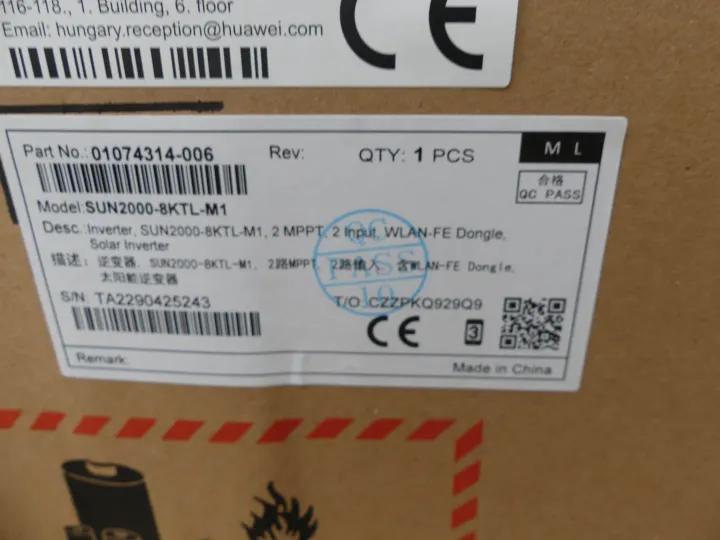 116-118., 1. Building, 6. floor
Email: hungary.reception@huawei.com
CE
Part No.: 01074314-006 Rev: QTY: 1 PCS M L
合格
QC PASS
Model:SUN2000-8KTL-M1
Desc.:Inverter, SUN2000-8KTL-M1, 2 MPPT, 2 Input, WLAN-FE Dongle,
Solar Inverter
描述: 逆变器, SUN2000-8KTL-M1, 2路MPPT, 2路输入, 含WLAN-FE Dongle,
太阳能逆变器
QC
PASS
10
S/N: TA2290425243 T/O:CZZPKQ929Q9
CE 3
Remark: Made in China